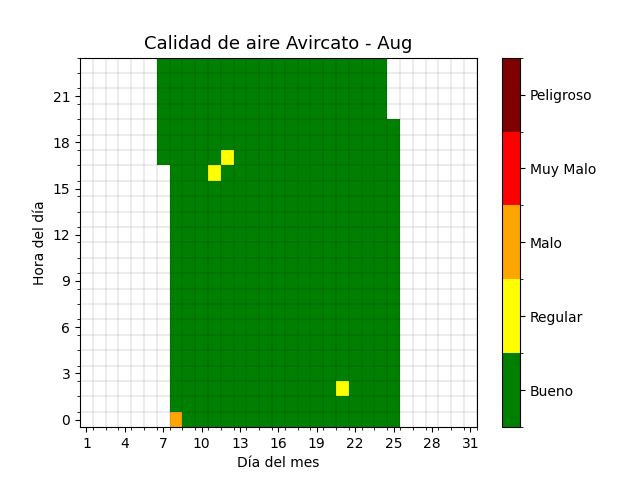 Calidad de aire Avircato - Aug
Hora del día
21
18
15
12
9
6
3
0
1 4 7 10 13 16 19 22 25 28 31
Día del mes
Peligroso
Muy Malo
Malo
Regular
Bueno